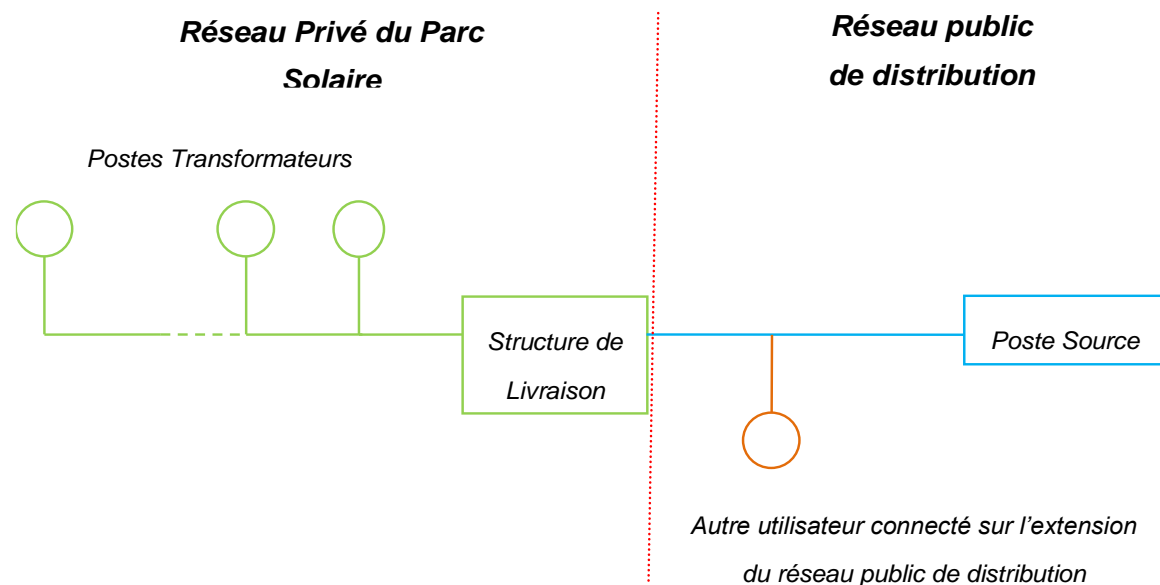 Réseau Privé du Parc
Solaire
Réseau public
de distribution
Postes Transformateurs
Structure de
Livraison
Poste Source
Autre utilisateur connecté sur l'extension
du réseau public de distribution